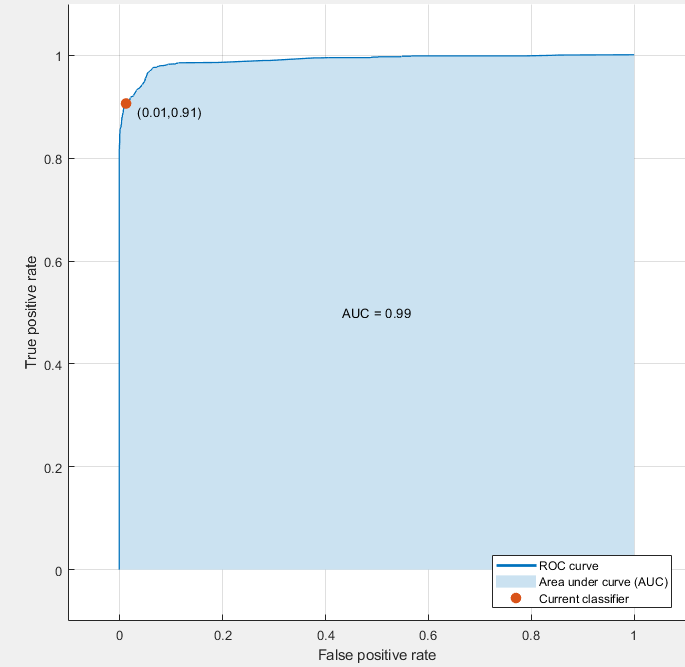 1
(0.01,0.91)
0.8
0.6
True positive rate
AUC = 0.99
0.4
0.2
0
ROC curve
Area under curve (AUC)
Current classifier
0 0.2 0.4 0.6 0.8 1
False positive rate